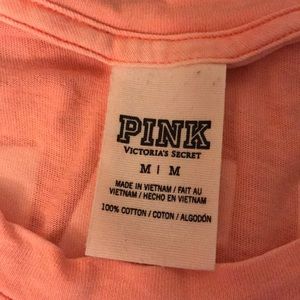 PINK
VICTORIA'S SECRET
M | M
MADE IN VIETNAM / FAIT AU
VIETNAM / HECHO EN VIETNAM
100% COTTON / COTON / ALGODÓN